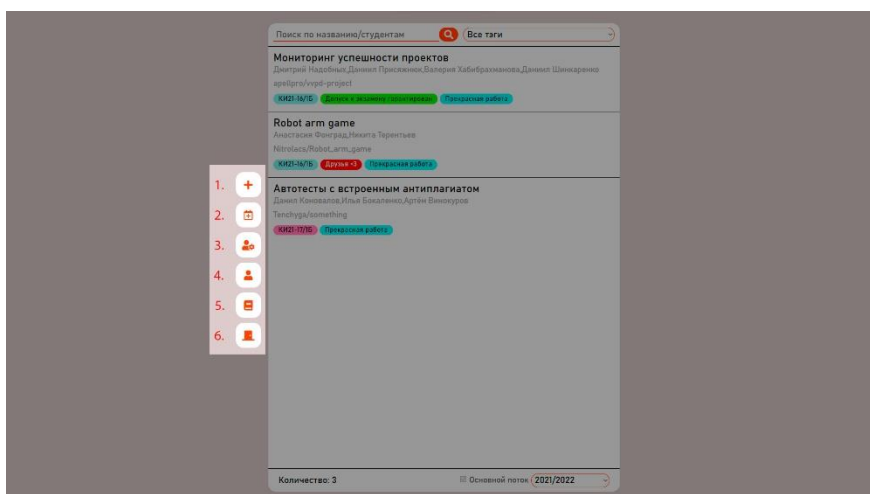 Поиск по названию/студентам
Все тэги
Мониторинг успешности проектов
Дмитрий Надобных,Даниил Присяжнюк,Валерия Хабибрахманова,Даниил Шинкаренко
apellpro/vvpd-project
КИ21-16/1Б Допуск к экзамену гарантирован Прекрасная работа
Robot arm game
Анастасия Фонград,Никита Терентьев
Nitrolacs/Robot_arm_game
КИ21-16/1Б Друзья <3 Прекрасная работа
1.
Автотесты с встроенным антиплагиатом
Данил Коновалов,Илья Бокаленко,Артём Винокуров
2.
Tenchyga/something
КИ21-17/1Б Прекрасная работа
3.
4.
5.
6.
Количество: 3
Основной поток 2021/2022